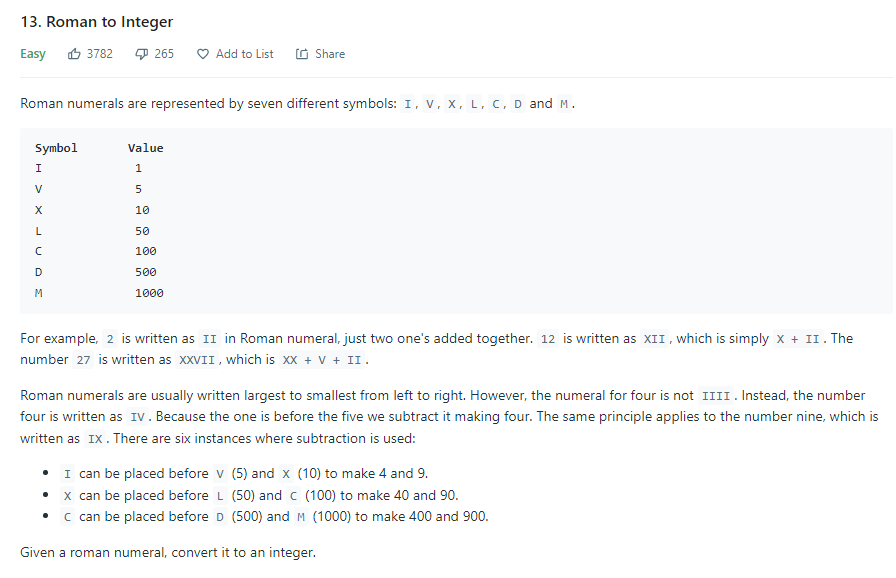 13. Roman to Integer
Easy 3782 265 Add to List Share
Roman numerals are represented by seven different symbols: I, V, X, L, C, D and M.
Symbol Value
I 1
V 5
X 10
L 50
C 100
D 500
M 1000
For example, 2 is written as II in Roman numeral, just two one's added together. 12 is written as XII, which is simply X + II. The
number 27 is written as XXVII, which is XX + V + II.
Roman numerals are usually written largest to smallest from left to right. However, the numeral for four is not IIII. Instead, the number
four is written as IV. Because the one is before the five we subtract it making four. The same principle applies to the number nine, which is
written as IX. There are six instances where subtraction is used:
• I can be placed before V (5) and X (10) to make 4 and 9.
• X can be placed before L (50) and C (100) to make 40 and 90.
• C can be placed before D (500) and M (1000) to make 400 and 900.
Given a roman numeral, convert it to an integer.